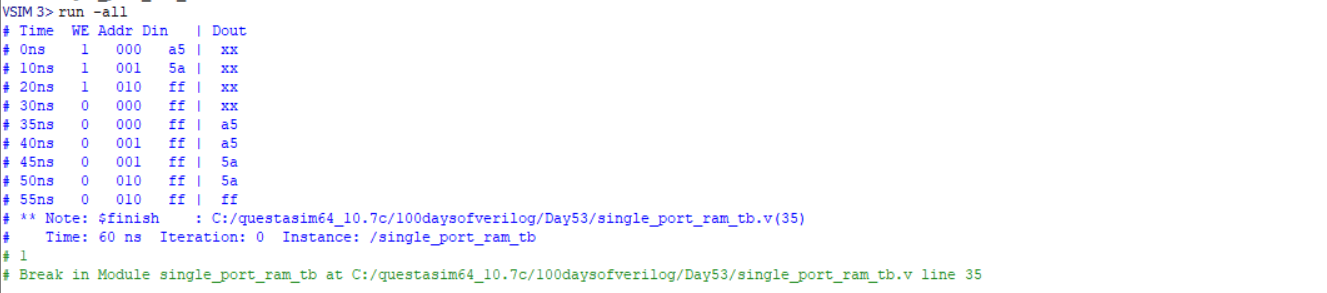 VSIM 3> run -all
# Time  WE Addr Din   | Dout
# 0ns   1   000   a5 |  xx
# 10ns  1   001   5a |  xx
# 20ns  1   010   ff |  xx
# 30ns  0   000   ff |  xx
# 35ns  0   000   ff |  a5
# 40ns  0   001   ff |  a5
# 45ns  0   001   ff |  5a
# 50ns  0   010   ff |  5a
# 55ns  0   010   ff |  ff
# ** Note: $finish    : C:/questasim64_10.7c/100daysofverilog/Day53/single_port_ram_tb.v(35)
#    Time: 60 ns  Iteration: 0  Instance: /single_port_ram_tb
# 1
# Break in Module single_port_ram_tb at C:/questasim64_10.7c/100daysofverilog/Day53/single_port_ram_tb.v line 35